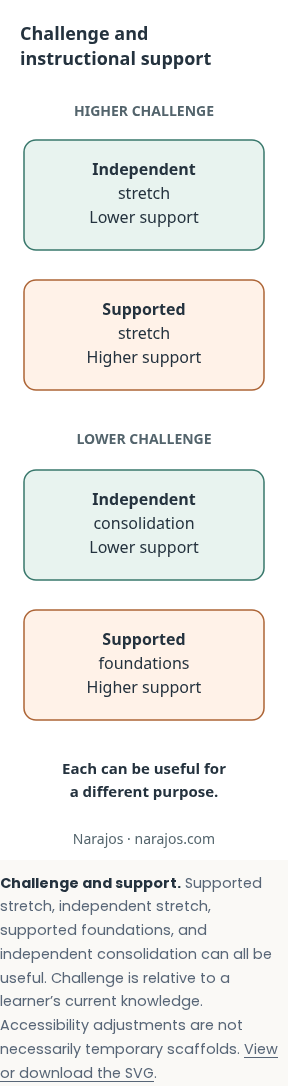 Challenge and
instructional support
HIGHER CHALLENGE
Independent
stretch
Lower support
Supported
stretch
Higher support
LOWER CHALLENGE
Independent
consolidation
Lower support
Supported
foundations
Higher support
Each can be useful for
a different purpose.
Narajos · narajos.com
Challenge and support. Supported
stretch, independent stretch,
supported foundations, and
independent consolidation can all be
useful. Challenge is relative to a
learner’s current knowledge.
Accessibility adjustments are not
necessarily temporary scaffolds. View
or download the SVG.